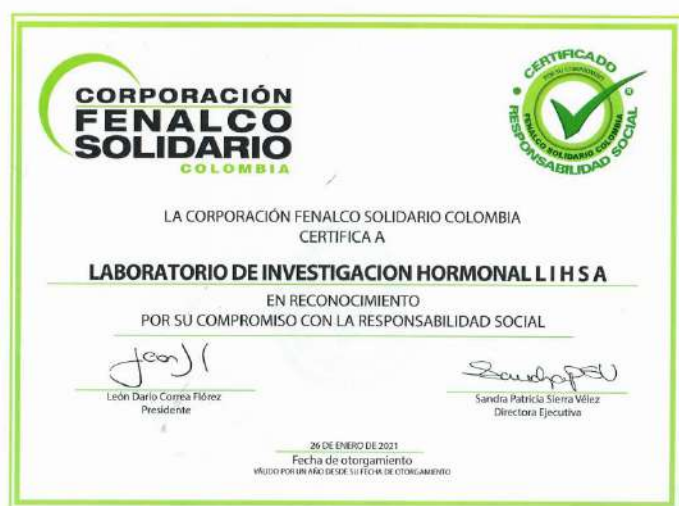 CORPORACIÓN
FENALCO
SOLIDARIO
COLOMBIA
CERTIFICADO
POR SU COMPROMISO
FENALCO SOLIDARIO COLOMBIA
RESPONSABILIDAD SOCIAL
®
LA CORPORACIÓN FENALCO SOLIDARIO COLOMBIA
CERTIFICA A
LABORATORIO DE INVESTIGACION HORMONAL L I H S A
EN RECONOCIMIENTO
POR SU COMPROMISO CON LA RESPONSABILIDAD SOCIAL
León Darío Correa Flórez
Presidente
Sandra Patricia Sierra Vélez
Directora Ejecutiva
26 DE ENERO DE 2021
Fecha de otorgamiento
VÁLIDO POR UN AÑO DESDE SU FECHA DE OTORGAMIENTO